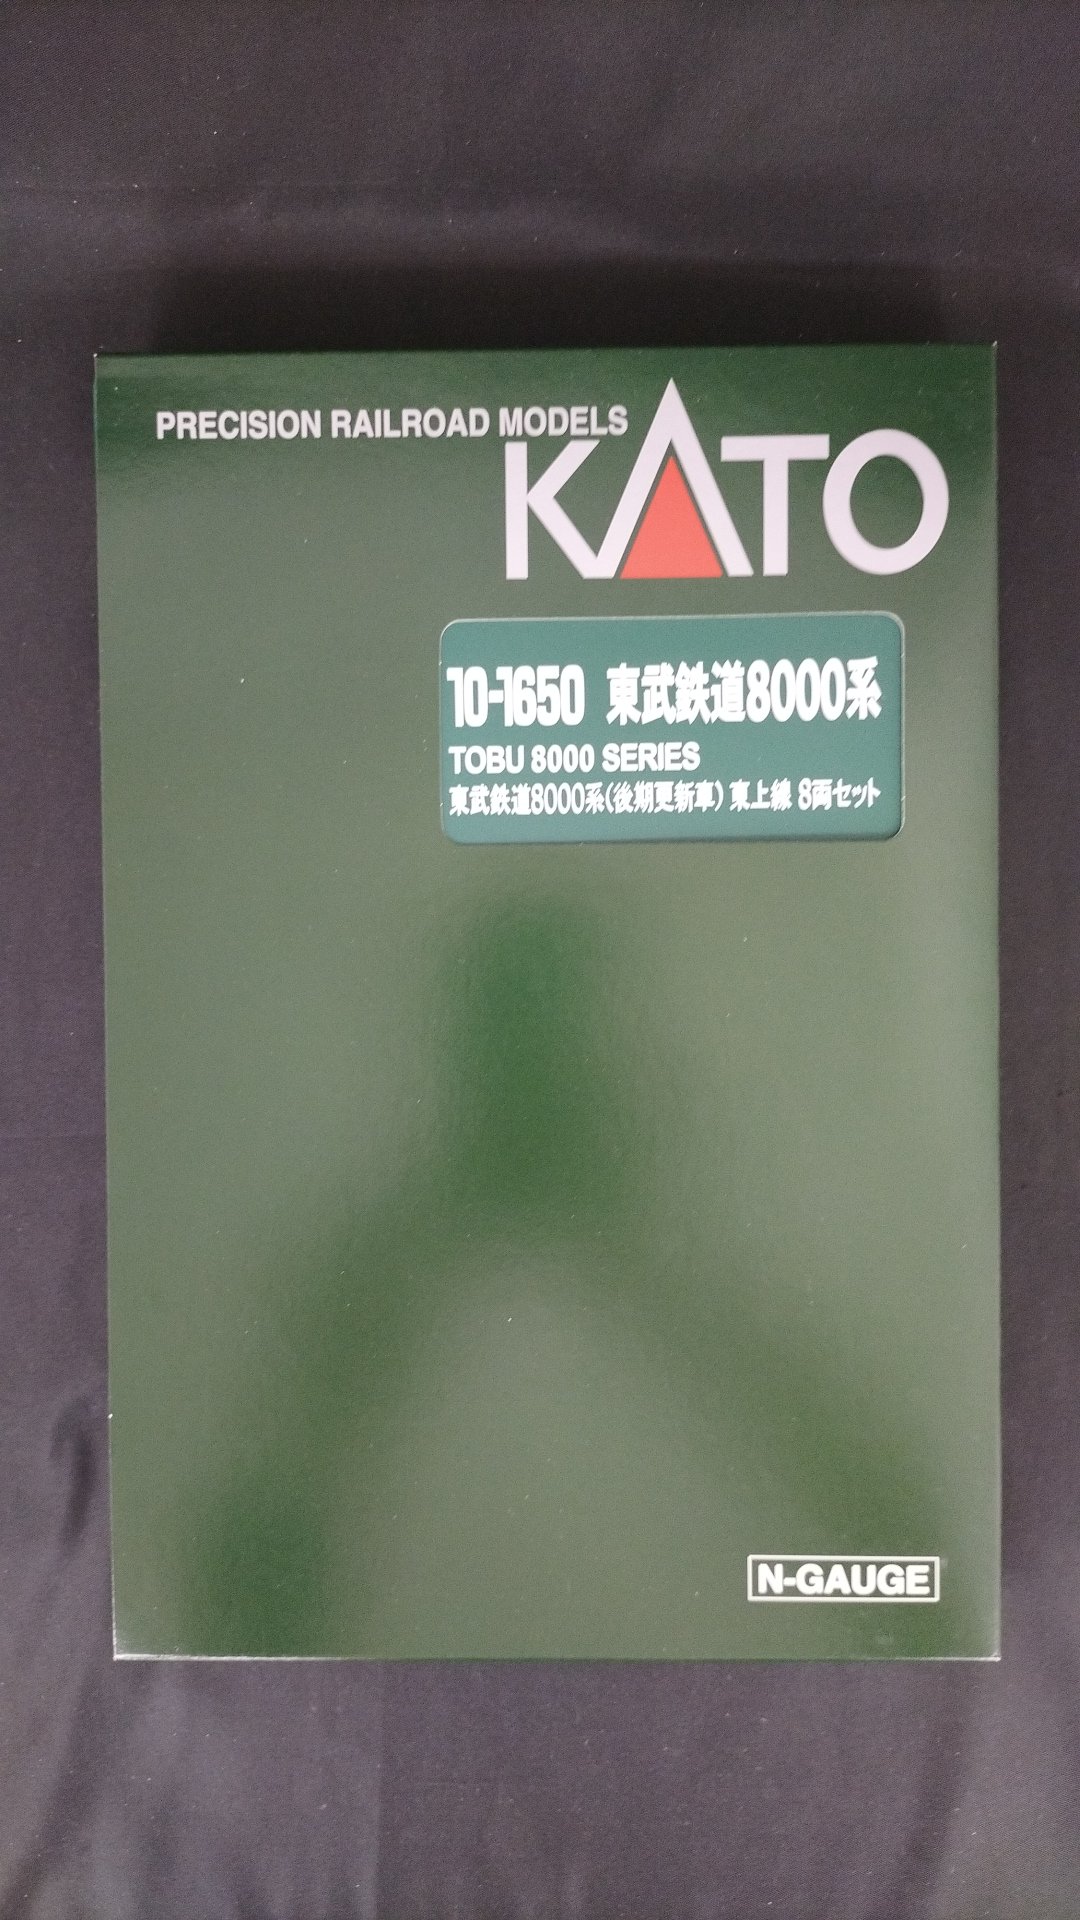 PRECISION RAILROAD MODELS
KATO
10-1650 東武鉄道8000系
TOBU 8000 SERIES
東武鉄道8000系(後期更新車) 東上線 8両セット
N-GAUGE